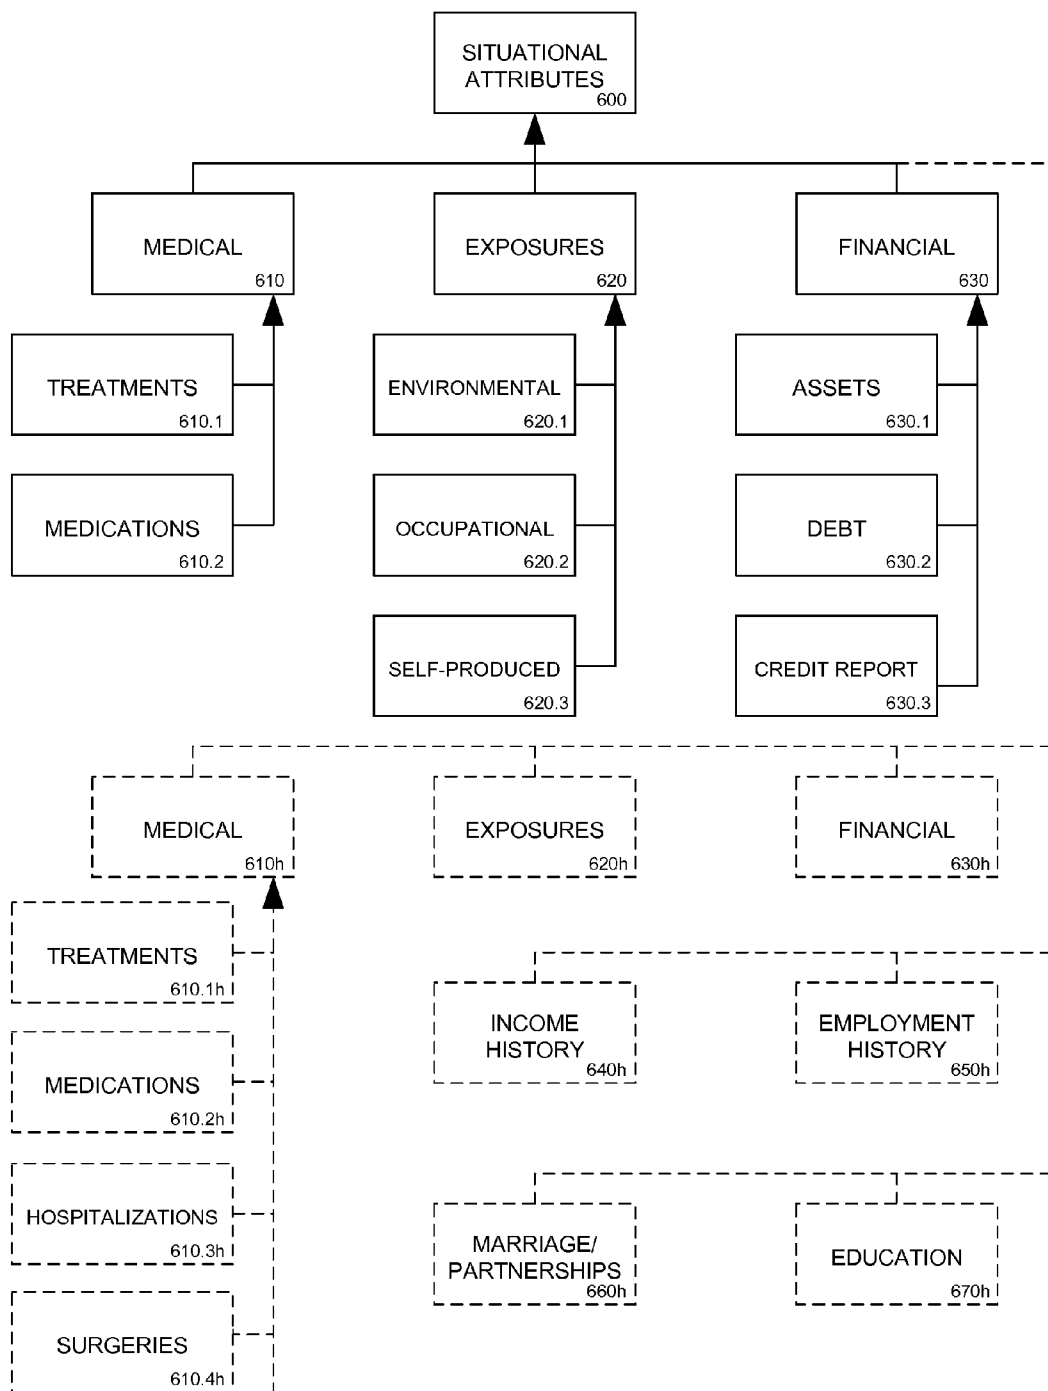 SITUATIONAL
ATTRIBUTES
600
MEDICAL
610
EXPOSURES
620
FINANCIAL
630
TREATMENTS
610.1
ENVIRONMENTAL
620.1
ASSETS
630.1
MEDICATIONS
610.2
OCCUPATIONAL
620.2
DEBT
630.2
SELF-PRODUCED
620.3
CREDIT REPORT
630.3
MEDICAL
610h
EXPOSURES
620h
FINANCIAL
630h
TREATMENTS
610.1h
INCOME
HISTORY
640h
EMPLOYMENT
HISTORY
650h
MEDICATIONS
610.2h
HOSPITALIZATIONS
610.3h
MARRIAGE/
PARTNERSHIPS
660h
EDUCATION
670h
SURGERIES
610.4h